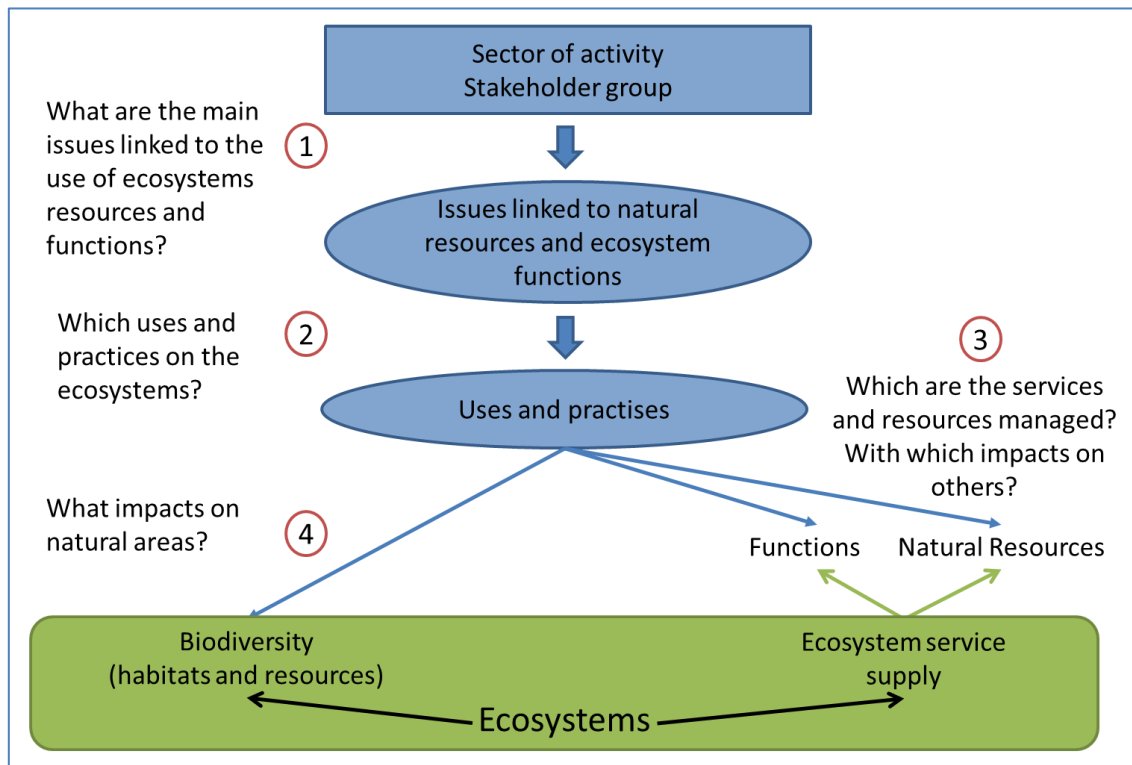 Sector of activity
Stakeholder group
What are the main
issues linked to the
use of ecosystems
resources and
functions?
1
Issues linked to natural
resources and ecosystem
functions
Which uses and
practices on the
ecosystems?
2
3
Which are the services
and resources managed?
With which impacts on
others?
Uses and practises
What impacts on
natural areas?
4
Functions
Natural Resources
Biodiversity
(habitats and resources)
Ecosystem service
supply
Ecosystems